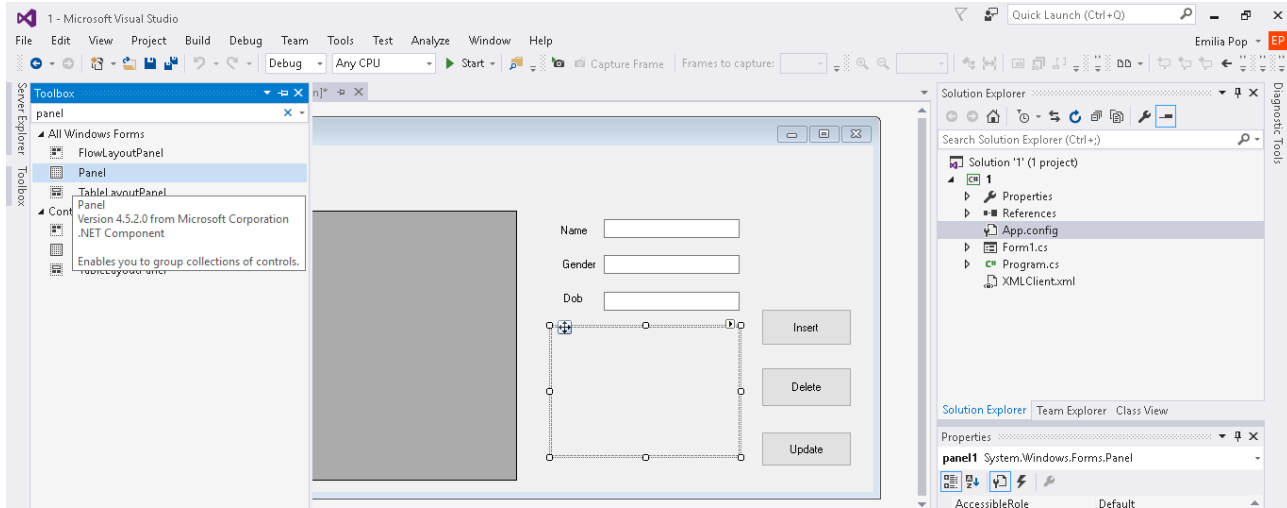 1 - Microsoft Visual Studio
Quick Launch (Ctrl+Q)
File Edit View Project Build Debug Team Tools Test Analyze Window Help
Emilia Pop EP
Debug Any CPU Start Capture Frame Frames to capture:
Server Explorer
Toolbox
Toolbox
panel
All Windows Forms
FlowLayoutPanel
Panel
TableLayoutPanel
Cont
TableLayoutPanel
Panel
Version 4.5.2.0 from Microsoft Corporation
.NET Component
Enables you to group collections of controls.
n]*
Name
Gender
Dob
Insert
Delete
Update
Solution Explorer
Search Solution Explorer (Ctrl+;)
Solution '1' (1 project)
C# 1
Properties
References
App.config
Form1.cs
C# Program.cs
XMLClient.xml
Solution Explorer Team Explorer Class View
Properties
panel1 System.Windows.Forms.Panel
AccessibleRole Default
Diagnostic Tools